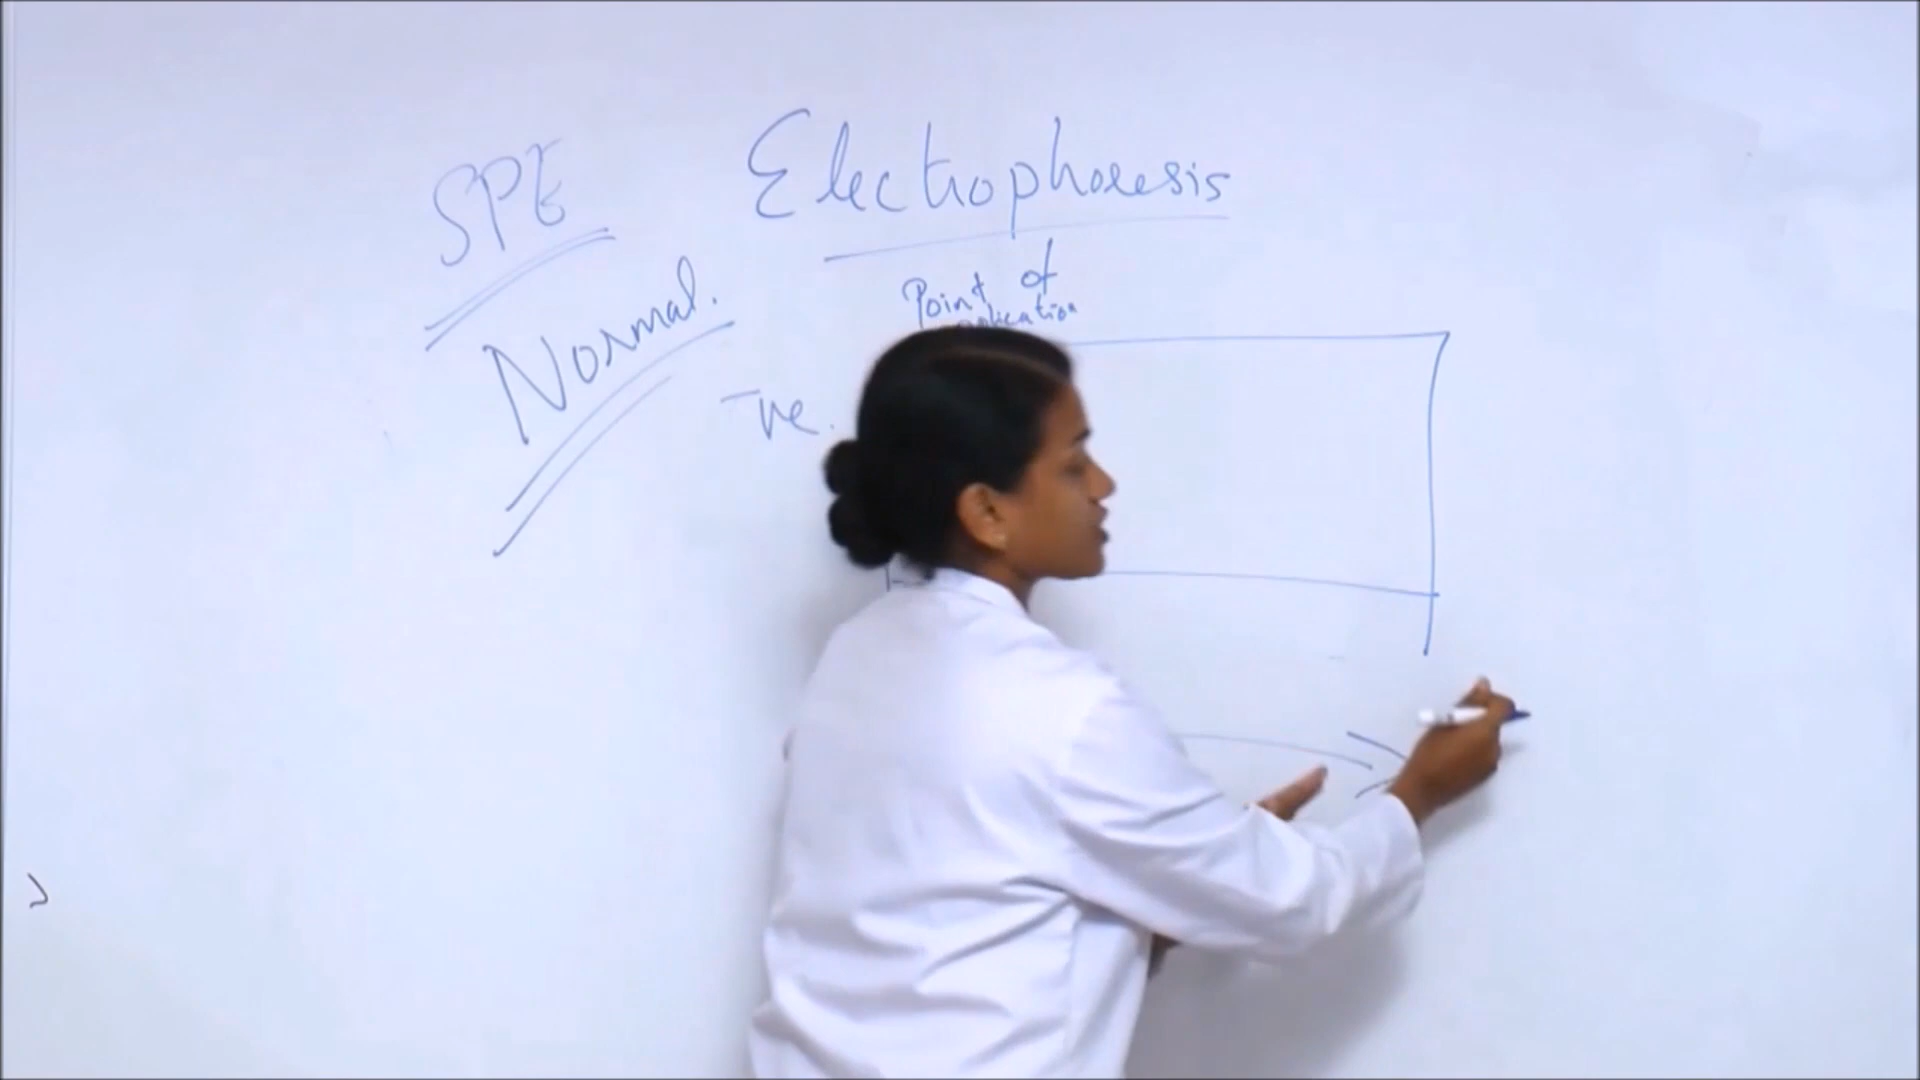 SPE
Electrophoresis
Normal.
Point of
-ve.